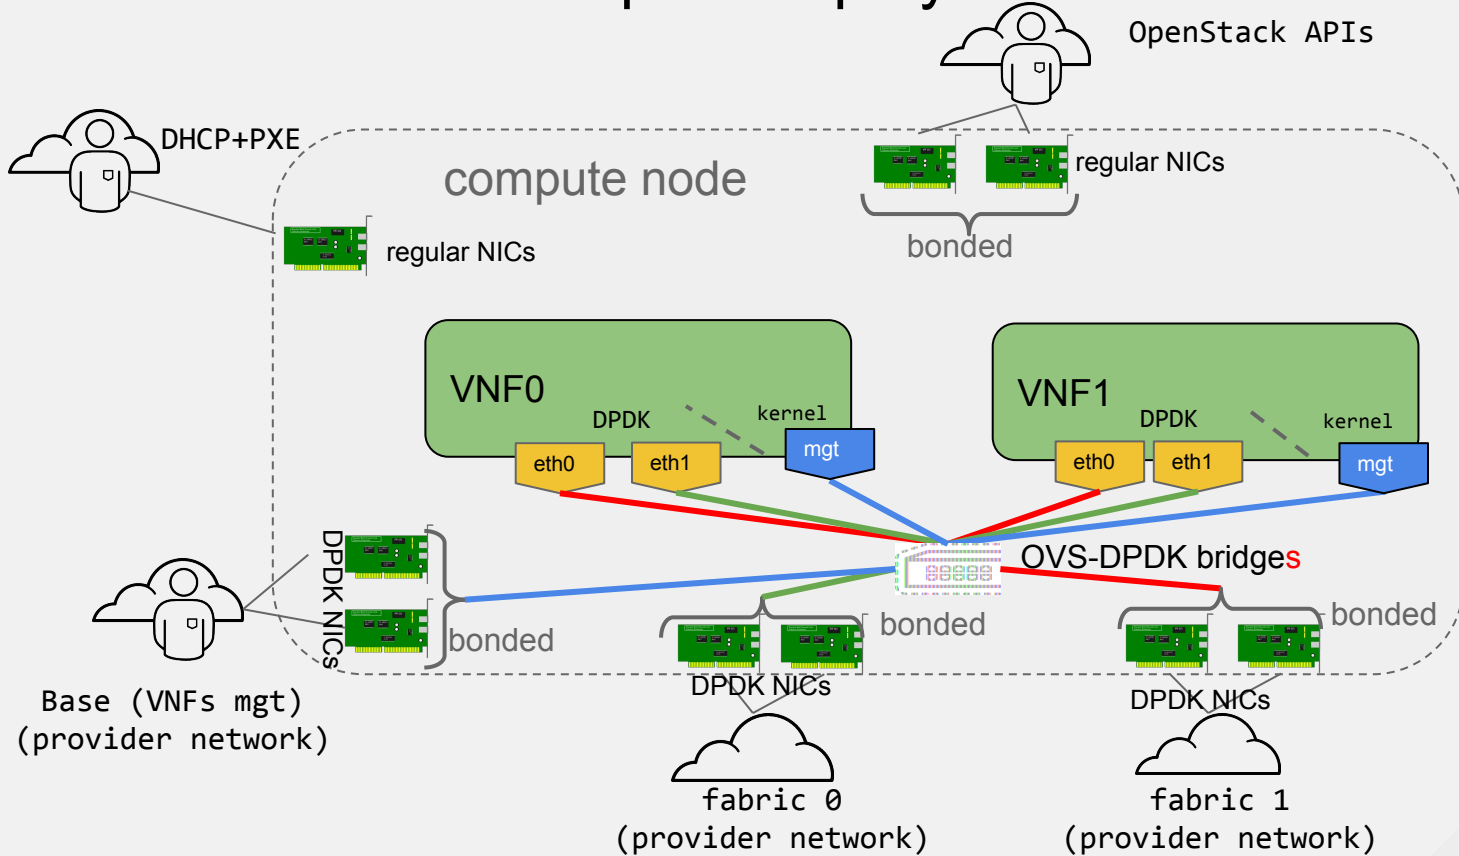 OpenStack APIs
DHCP+PXE
compute node
regular NICs
bonded
regular NICs
VNF0
DPDK
kernel
eth0
eth1
mgt
VNF1
DPDK
kernel
eth0
eth1
mgt
OVS-DPDK bridges
DPDK NICs
bonded
bonded
bonded
DPDK NICs
DPDK NICs
Base (VNFs mgt)
(provider network)
fabric 0
(provider network)
fabric 1
(provider network)